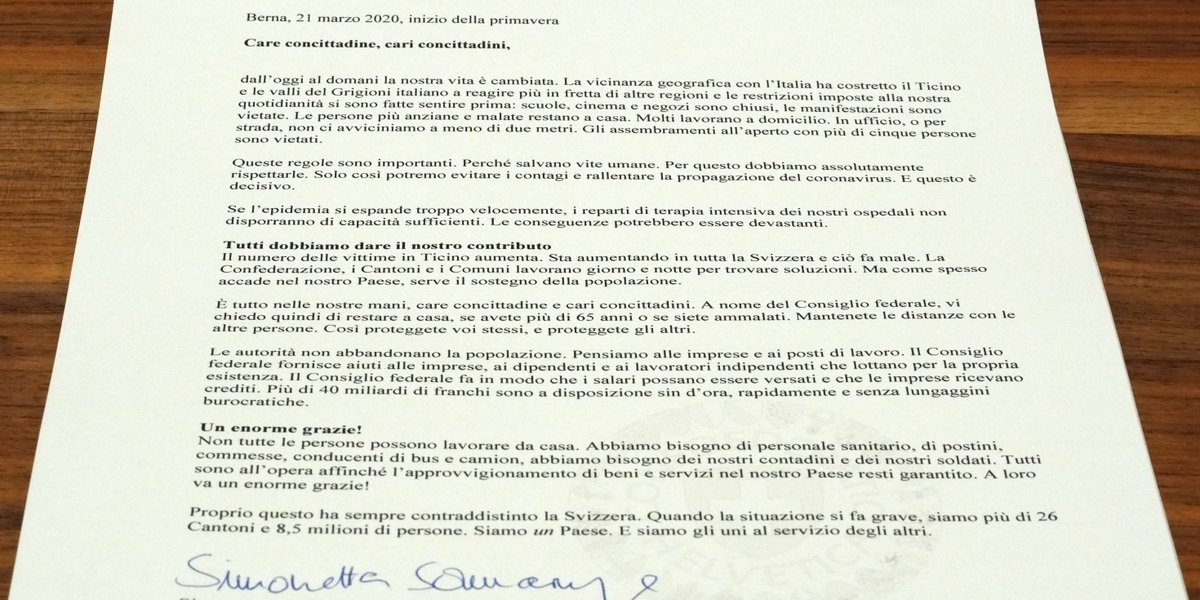 Berna, 21 marzo 2020, inizio della primavera
Care concittadine, cari concittadini,
dall'oggi al domani la nostra vita è cambiata. La vicinanza geografica con l'Italia ha costretto il Ticino
e le valli del Grigioni italiano a reagire più in fretta di altre regioni e le restrizioni imposte alla nostra
quotidianità si sono fatte sentire prima: scuole, cinema e negozi sono chiusi, le manifestazioni sono
vietate. Le persone più anziane e malate restano a casa. Molti lavorano a domicilio. In ufficio, o per
strada, non ci avviciniamo a meno di due metri. Gli assembramenti all'aperto con più di cinque persone
sono vietati.
Queste regole sono importanti. Perché salvano vite umane. Per questo dobbiamo assolutamente
rispettarle. Solo così potremo evitare i contagi e rallentare la propagazione del coronavirus. E questo è
decisivo.
Se l'epidemia si espande troppo velocemente, i reparti di terapia intensiva dei nostri ospedali non
disporranno di capacità sufficienti. Le conseguenze potrebbero essere devastanti.
Tutti dobbiamo dare il nostro contributo
Il numero delle vittime in Ticino aumenta. Sta aumentando in tutta la Svizzera e ciò fa male. La
Confederazione, i Cantoni e i Comuni lavorano giorno e notte per trovare soluzioni. Ma come spesso
accade nel nostro Paese, serve il sostegno della popolazione.
È tutto nelle nostre mani, care concittadine e cari concittadini. A nome del Consiglio federale, vi
chiedo quindi di restare a casa, se avete più di 65 anni o se siete ammalati. Mantenete le distanze con le
altre persone. Così proteggete voi stessi, e proteggete gli altri.
Le autorità non abbandonano la popolazione. Pensiamo alle imprese e ai posti di lavoro. Il Consiglio
federale fornisce aiuti alle imprese, ai dipendenti e ai lavoratori indipendenti che lottano per la propria
esistenza. Il Consiglio federale fa in modo che i salari possano essere versati e che le imprese ricevano
crediti. Più di 40 miliardi di franchi sono a disposizione sin d'ora, rapidamente e senza lungaggini
burocratiche.
Un enorme grazie!
Non tutte le persone possono lavorare da casa. Abbiamo bisogno di personale sanitario, di postini,
commesse, conducenti di bus e camion, abbiamo bisogno dei nostri contadini e dei nostri soldati. Tutti
sono all'opera affinché l'approvvigionamento di beni e servizi nel nostro Paese resti garantito. A loro
va un enorme grazie!
Proprio questo ha sempre contraddistinto la Svizzera. Quando la situazione si fa grave, siamo più di 26
Cantoni e 8,5 milioni di persone. Siamo un Paese. E siamo gli uni al servizio degli altri.
Simonetta Sommaruga